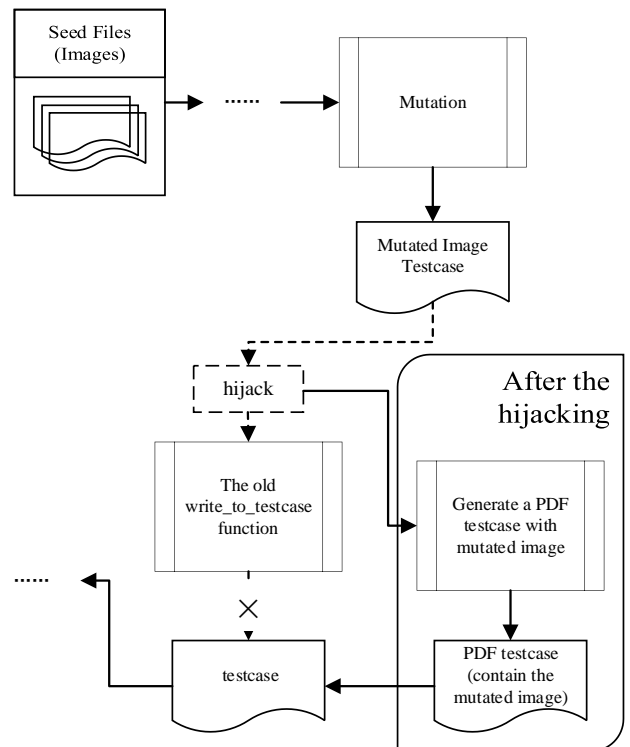 Seed Files
(Images)
......
Mutation
Mutated Image
Testcase
hijack
After the
hijacking
The old
write_to_testcase
function
Generate a PDF
testcase with
mutated image
......
testcase
PDF testcase
(contain the
mutated image)